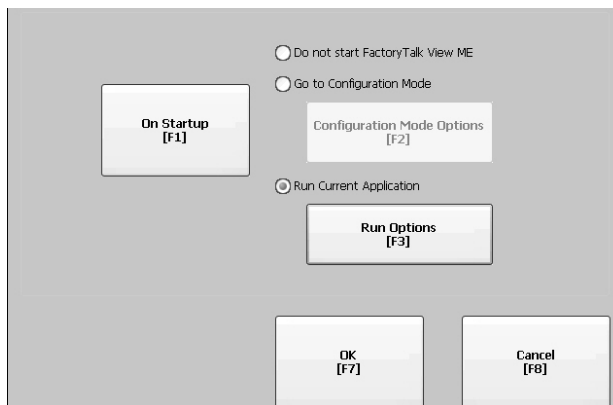 Do not start FactoryTalk View ME
Go to Configuration Mode
On Startup
[F1]
Configuration Mode Options
[F2]
Run Current Application
Run Options
[F3]
OK
[F7]
Cancel
[F8]